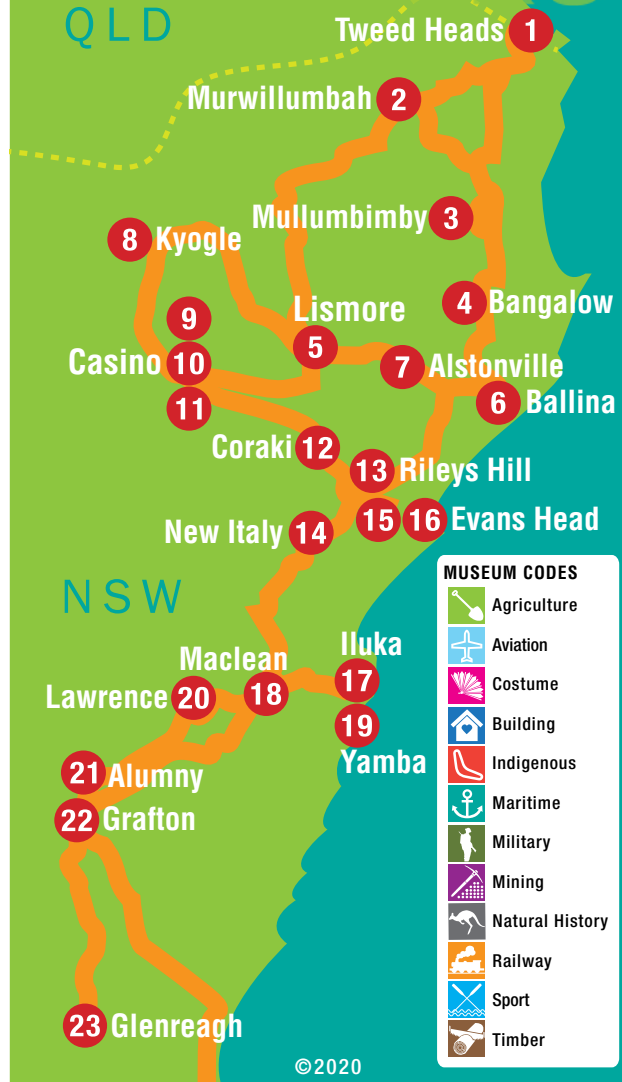 QLD
Tweed Heads 1
Murwillumbah 2
Mullumbimby 3
8 Kyogle
4 Bangalow
9
Lismore
5
Casino 10
7 Alstonville
11
6 Ballina
Coraki 12
13 Rileys Hill
New Italy 14
15 16 Evans Head
NSW
Iluka
17
Maclean
18
Lawrence 20
19
Yamba
21 Alumny
22 Grafton
23 Glenreagh
MUSEUM CODES
Agriculture
Aviation
Costume
Building
Indigenous
Maritime
Military
Mining
Natural History
Railway
Sport
Timber
©2020